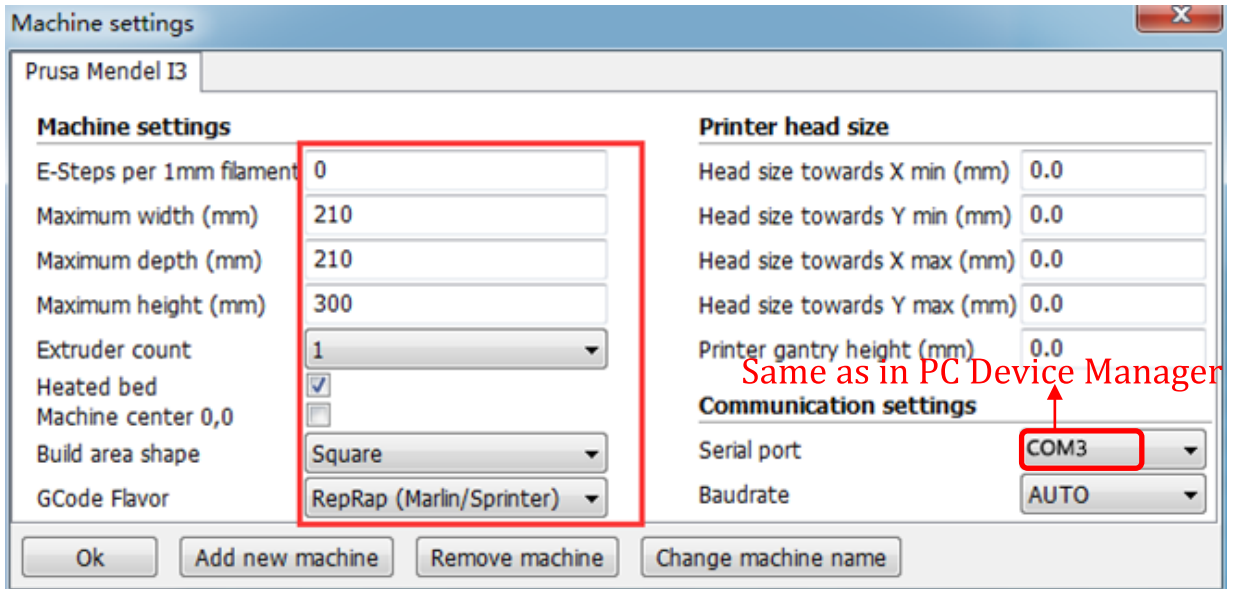 Machine settings
X
Prusa Mendel I3
Machine settings
E-Steps per 1mm filament 0
Maximum width (mm) 210
Maximum depth (mm) 210
Maximum height (mm) 300
Extruder count 1
Heated bed
Machine center 0,0
Build area shape Square
GCode Flavor RepRap (Marlin/Sprinter)
Printer head size
Head size towards X min (mm) 0.0
Head size towards Y min (mm) 0.0
Head size towards X max (mm) 0.0
Head size towards Y max (mm) 0.0
Printer gantry height (mm) 0.0
Same as in PC Device Manager
Communication settings
Serial port COM3
Baudrate AUTO
Ok Add new machine Remove machine Change machine name